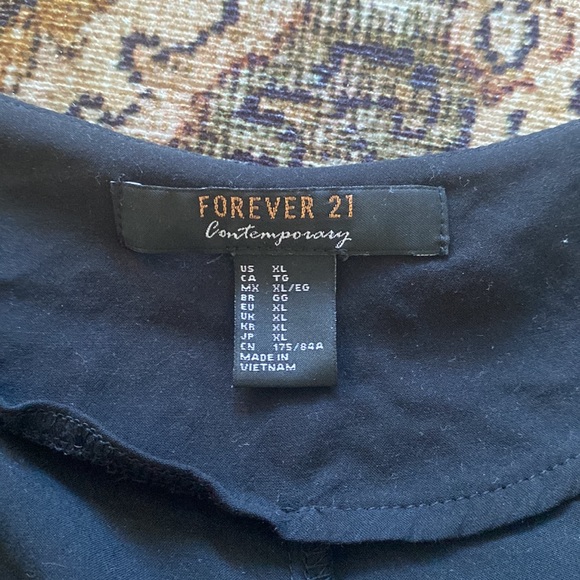 FOREVER 21
Contemporary
US XL
CA TG
MX XL/EG
BR GG
EU XL
UK XL
KR XL
JP XL
CN 175/84A
MADE IN
VIETNAM